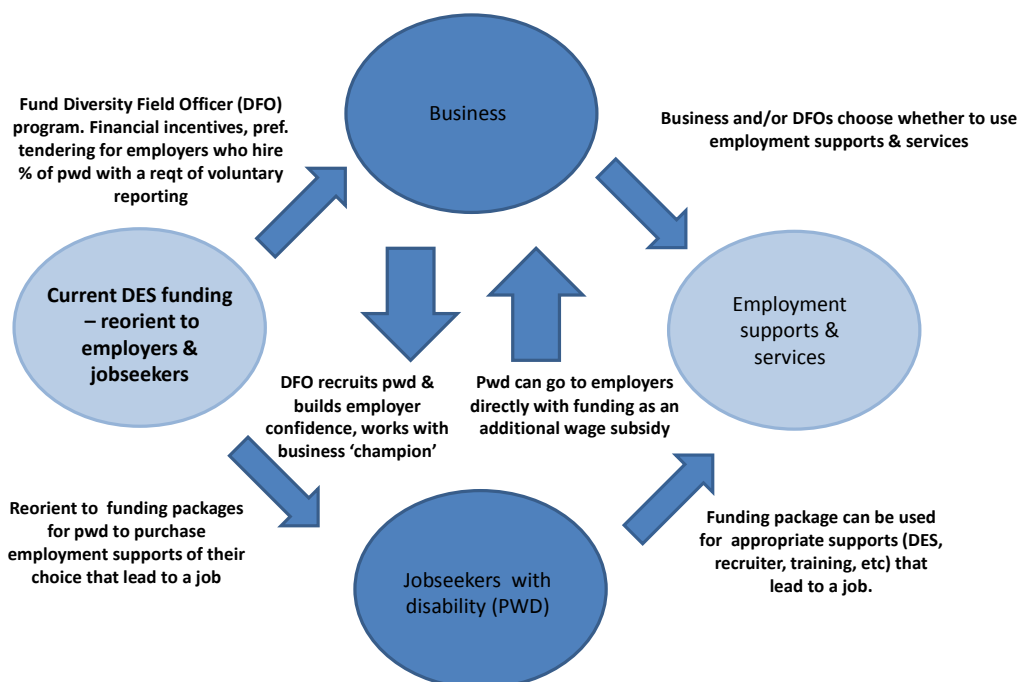 Business
Fund Diversity Field Officer (DFO)
program. Financial incentives, pref.
tendering for employers who hire
% of pwd with a reqt of voluntary
reporting
Business and/or DFOs choose whether to use
employment supports & services
Current DES funding
– reorient to
employers &
jobseekers
Employment
supports &
services
DFO recruits pwd &
builds employer
confidence, works with
business ‘champion’
Pwd can go to employers
directly with funding as an
additional wage subsidy
Reorient to  funding packages
for pwd to purchase
employment supports of their
choice that lead to a job
Jobseekers  with
disability (PWD)
Funding package can be used
for  appropriate supports (DES,
recruiter, training, etc) that
lead to a job.